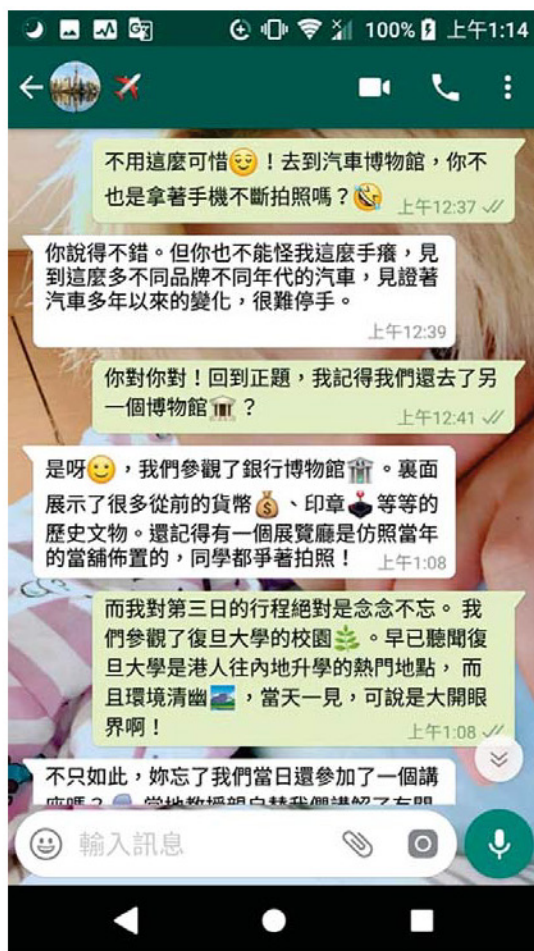 100% 上午1:14
不用這麼可惜😌！去到汽車博物館，你不
也是拿著手機不斷拍照嗎？🤣 上午12:37
你說得不錯。但你也不能怪我這麼手癢，見
到這麼多不同品牌不同年代的汽車，見證著
汽車多年以來的變化，很難停手。
上午12:39
你對你對！回到正題，我記得我們還去了另
一個博物館🏛？ 上午12:41
是呀🙂，我們參觀了銀行博物館🏛。裏面
展示了很多從前的貨幣💰、印章🕹等等的
歷史文物。還記得有一個展覽廳是仿照當年
的當舖佈置的，同學都爭著拍照！ 上午1:08
而我對第三日的行程絕對是念念不忘。我
們參觀了復旦大學的校園🌿。早已聽聞復
旦大學是港人往內地升學的熱門地點，而
且環境清幽🏞，當天一見，可說是大開眼
界啊！ 上午1:08
不只如此，妳忘了我們當日還參加了一個講
輸入訊息